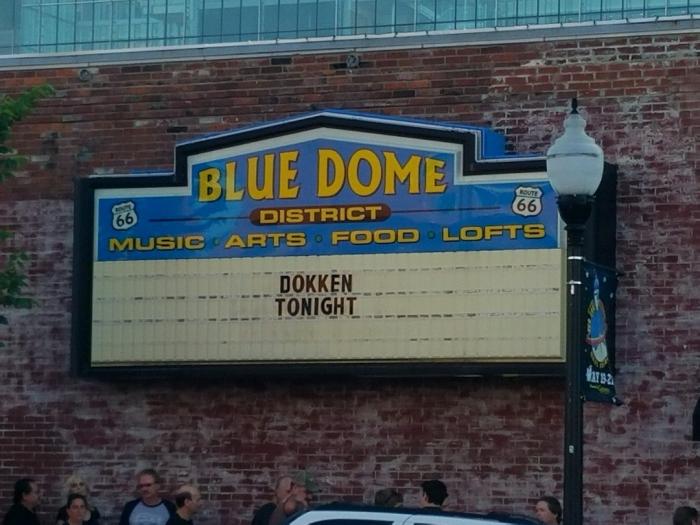 BLUE DOME
DISTRICT
ROUTE
66
ROUTE
66
MUSIC · ARTS · FOOD · LOFTS
DOKKEN
TONIGHT